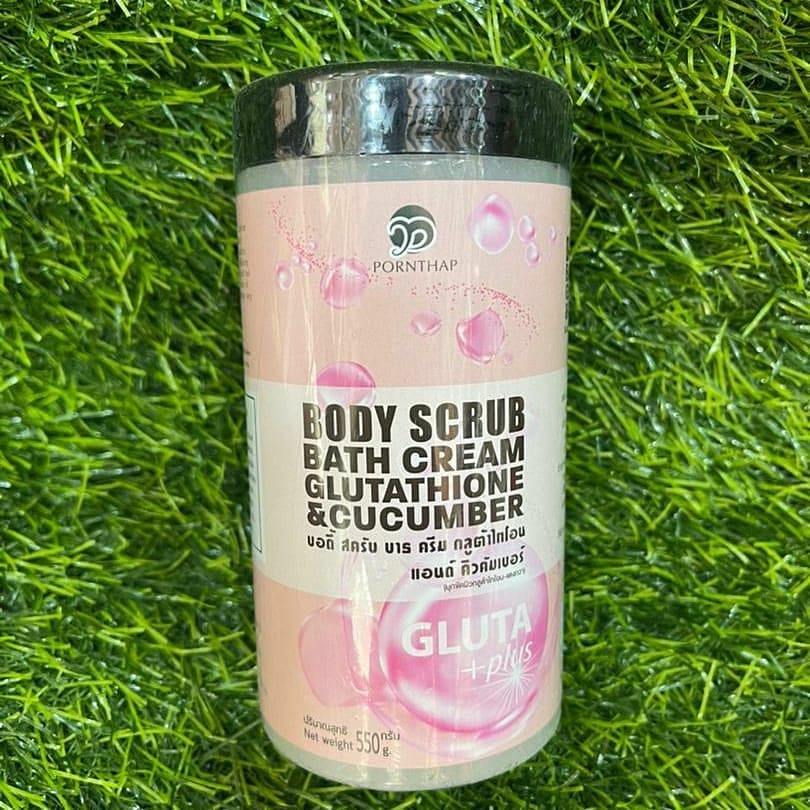 PORNTHAP
BODY SCRUB
BATH CREAM
GLUTATHIONE
&CUCUMBER
บอดี้ สครับ บาธ ครีม กลูต้าไทโอน
แอนด์ คิวคัมเบอร์
GLUTA
+plus
ปริมาณสุทธิ 550 กรัม
Net weight 550 g.